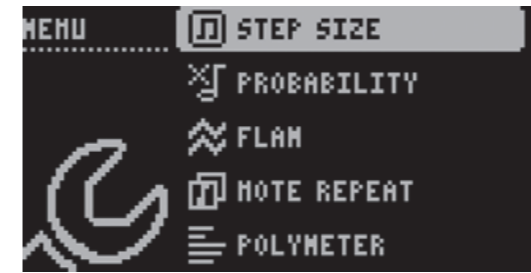 MENU
STEP SIZE
PROBABILITY
FLAM
NOTE REPEAT
POLYMETER